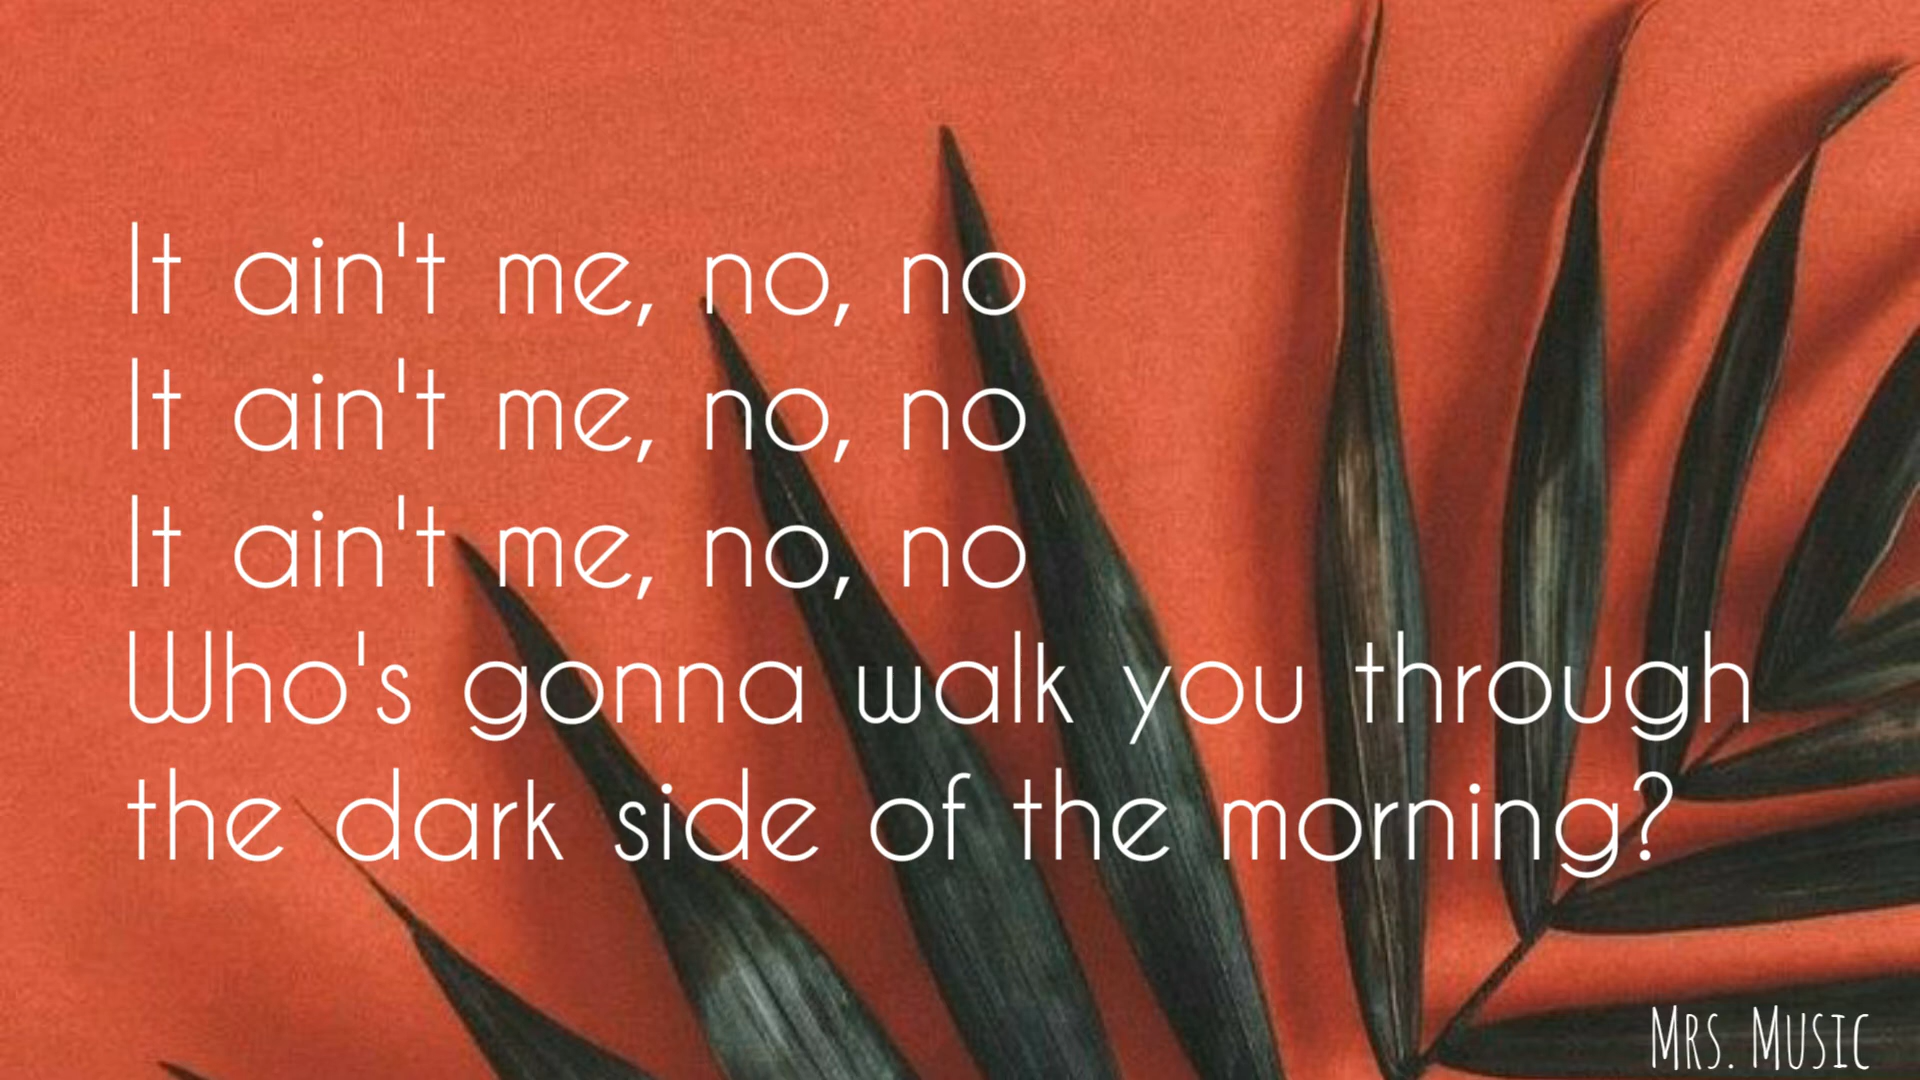 It ain't me, no, no
It ain't me, no, no
It ain't me, no, no
Who's gonna walk you through
the dark side of the morning?
Mrs. Music